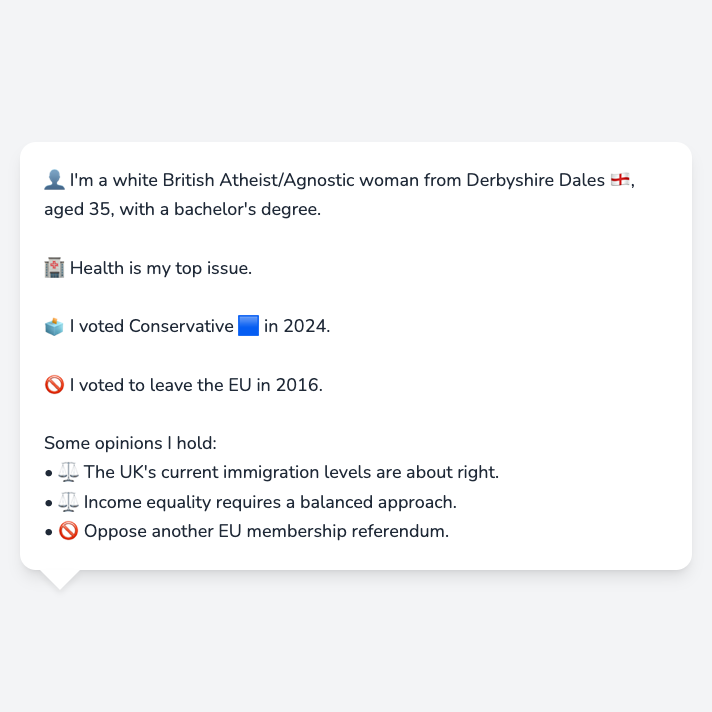 👤 I'm a white British Atheist/Agnostic woman from Derbyshire Dales 🏴󠁧󠁢󠁥󠁮󠁧󠁿,
aged 35, with a bachelor's degree.
🏥 Health is my top issue.
🗳️ I voted Conservative 🟦 in 2024.
🚫 I voted to leave the EU in 2016.
Some opinions I hold:
• ⚖️ The UK's current immigration levels are about right.
• ⚖️ Income equality requires a balanced approach.
• 🚫 Oppose another EU membership referendum.